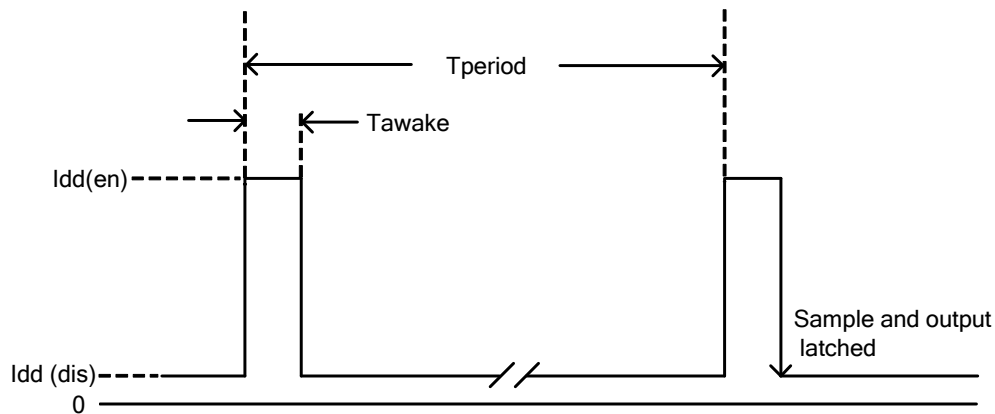 Tperiod
Tawake
Idd(en)
Sample and output
latched
Idd (dis)
0